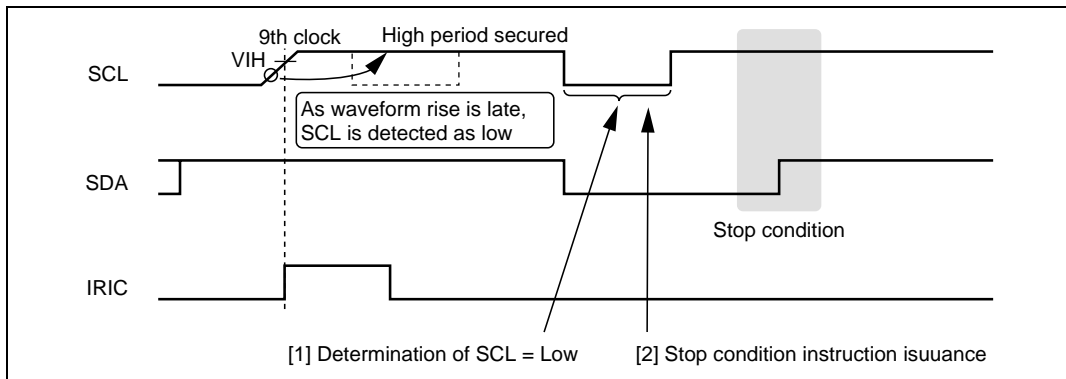 9th clock
High period secured
VIH
SCL
As waveform rise is late,
SCL is detected as low
SDA
Stop condition
IRIC
[1] Determination of SCL = Low
[2] Stop condition instruction isuuance